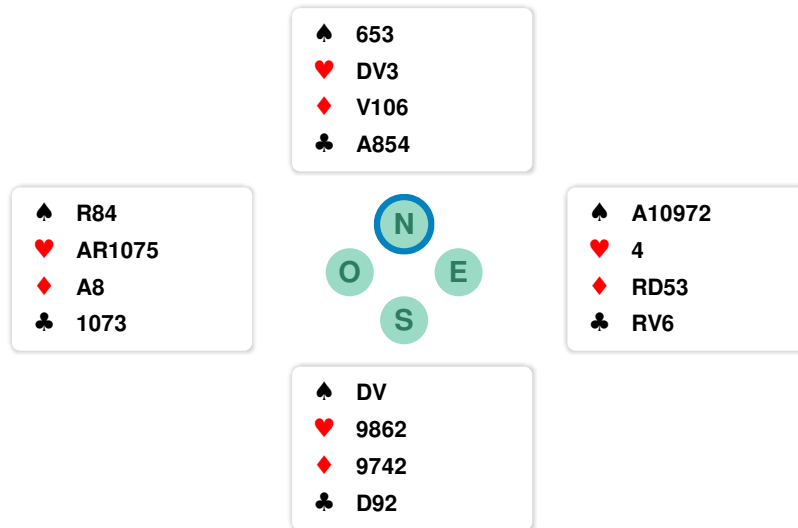 ♠ 653
♥ DV3
♦ V106
♣ A854
♠ R84
♥ AR1075
♦ A8
♣ 1073
N
O E
S
♠ A10972
♥ 4
♦ RD53
♣ RV6
♠ DV
♥ 9862
♦ 9742
♣ D92